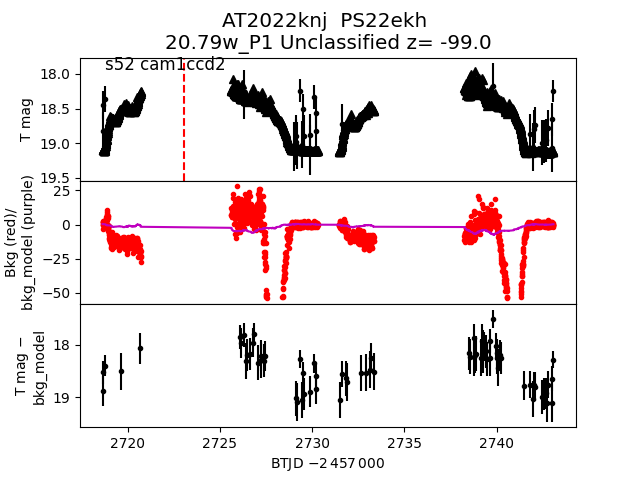 AT2022knj  PS22ekh
20.79w_P1 Unclassified z= -99.0
s52 cam1ccd2
T mag
18.0
18.5
19.0
19.5
Bkg (red)/
bkg_model (purple)
25
0
−25
−50
T mag −
bkg_model
18
19
2720
2725
2730
2735
2740
BTJD −2 457 000